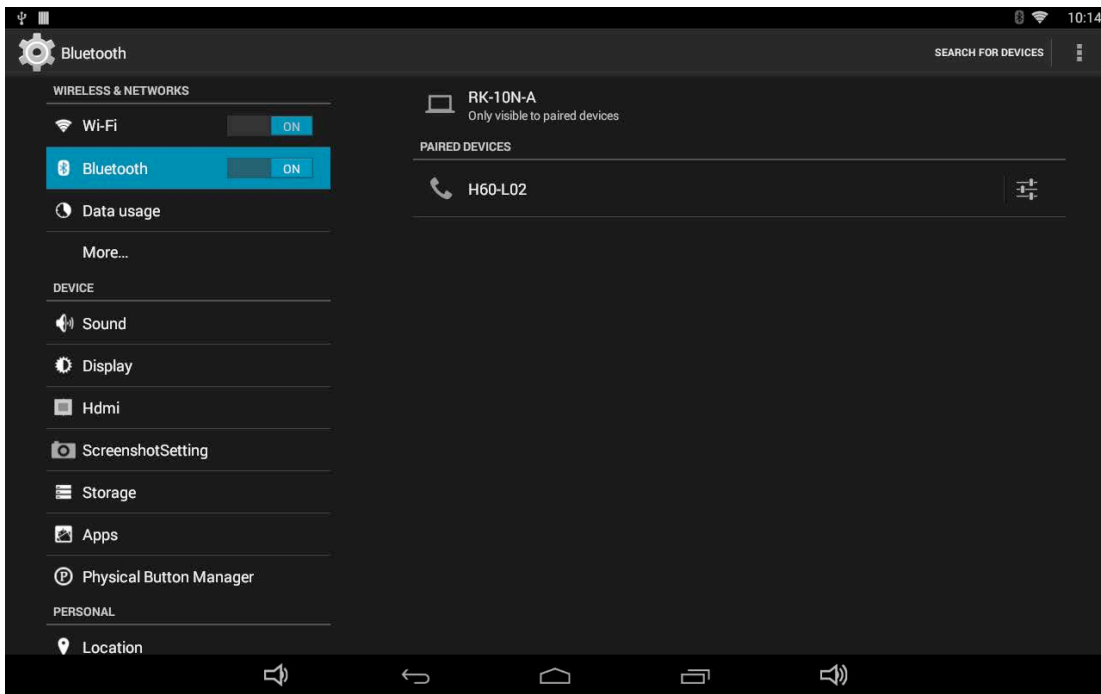 10:14
Bluetooth
SEARCH FOR DEVICES
WIRELESS & NETWORKS
Wi-Fi
ON
Bluetooth
ON
Data usage
More...
DEVICE
Sound
Display
Hdmi
ScreenshotSetting
Storage
Apps
Physical Button Manager
PERSONAL
Location
RK-10N-A
Only visible to paired devices
PAIRED DEVICES
H60-L02